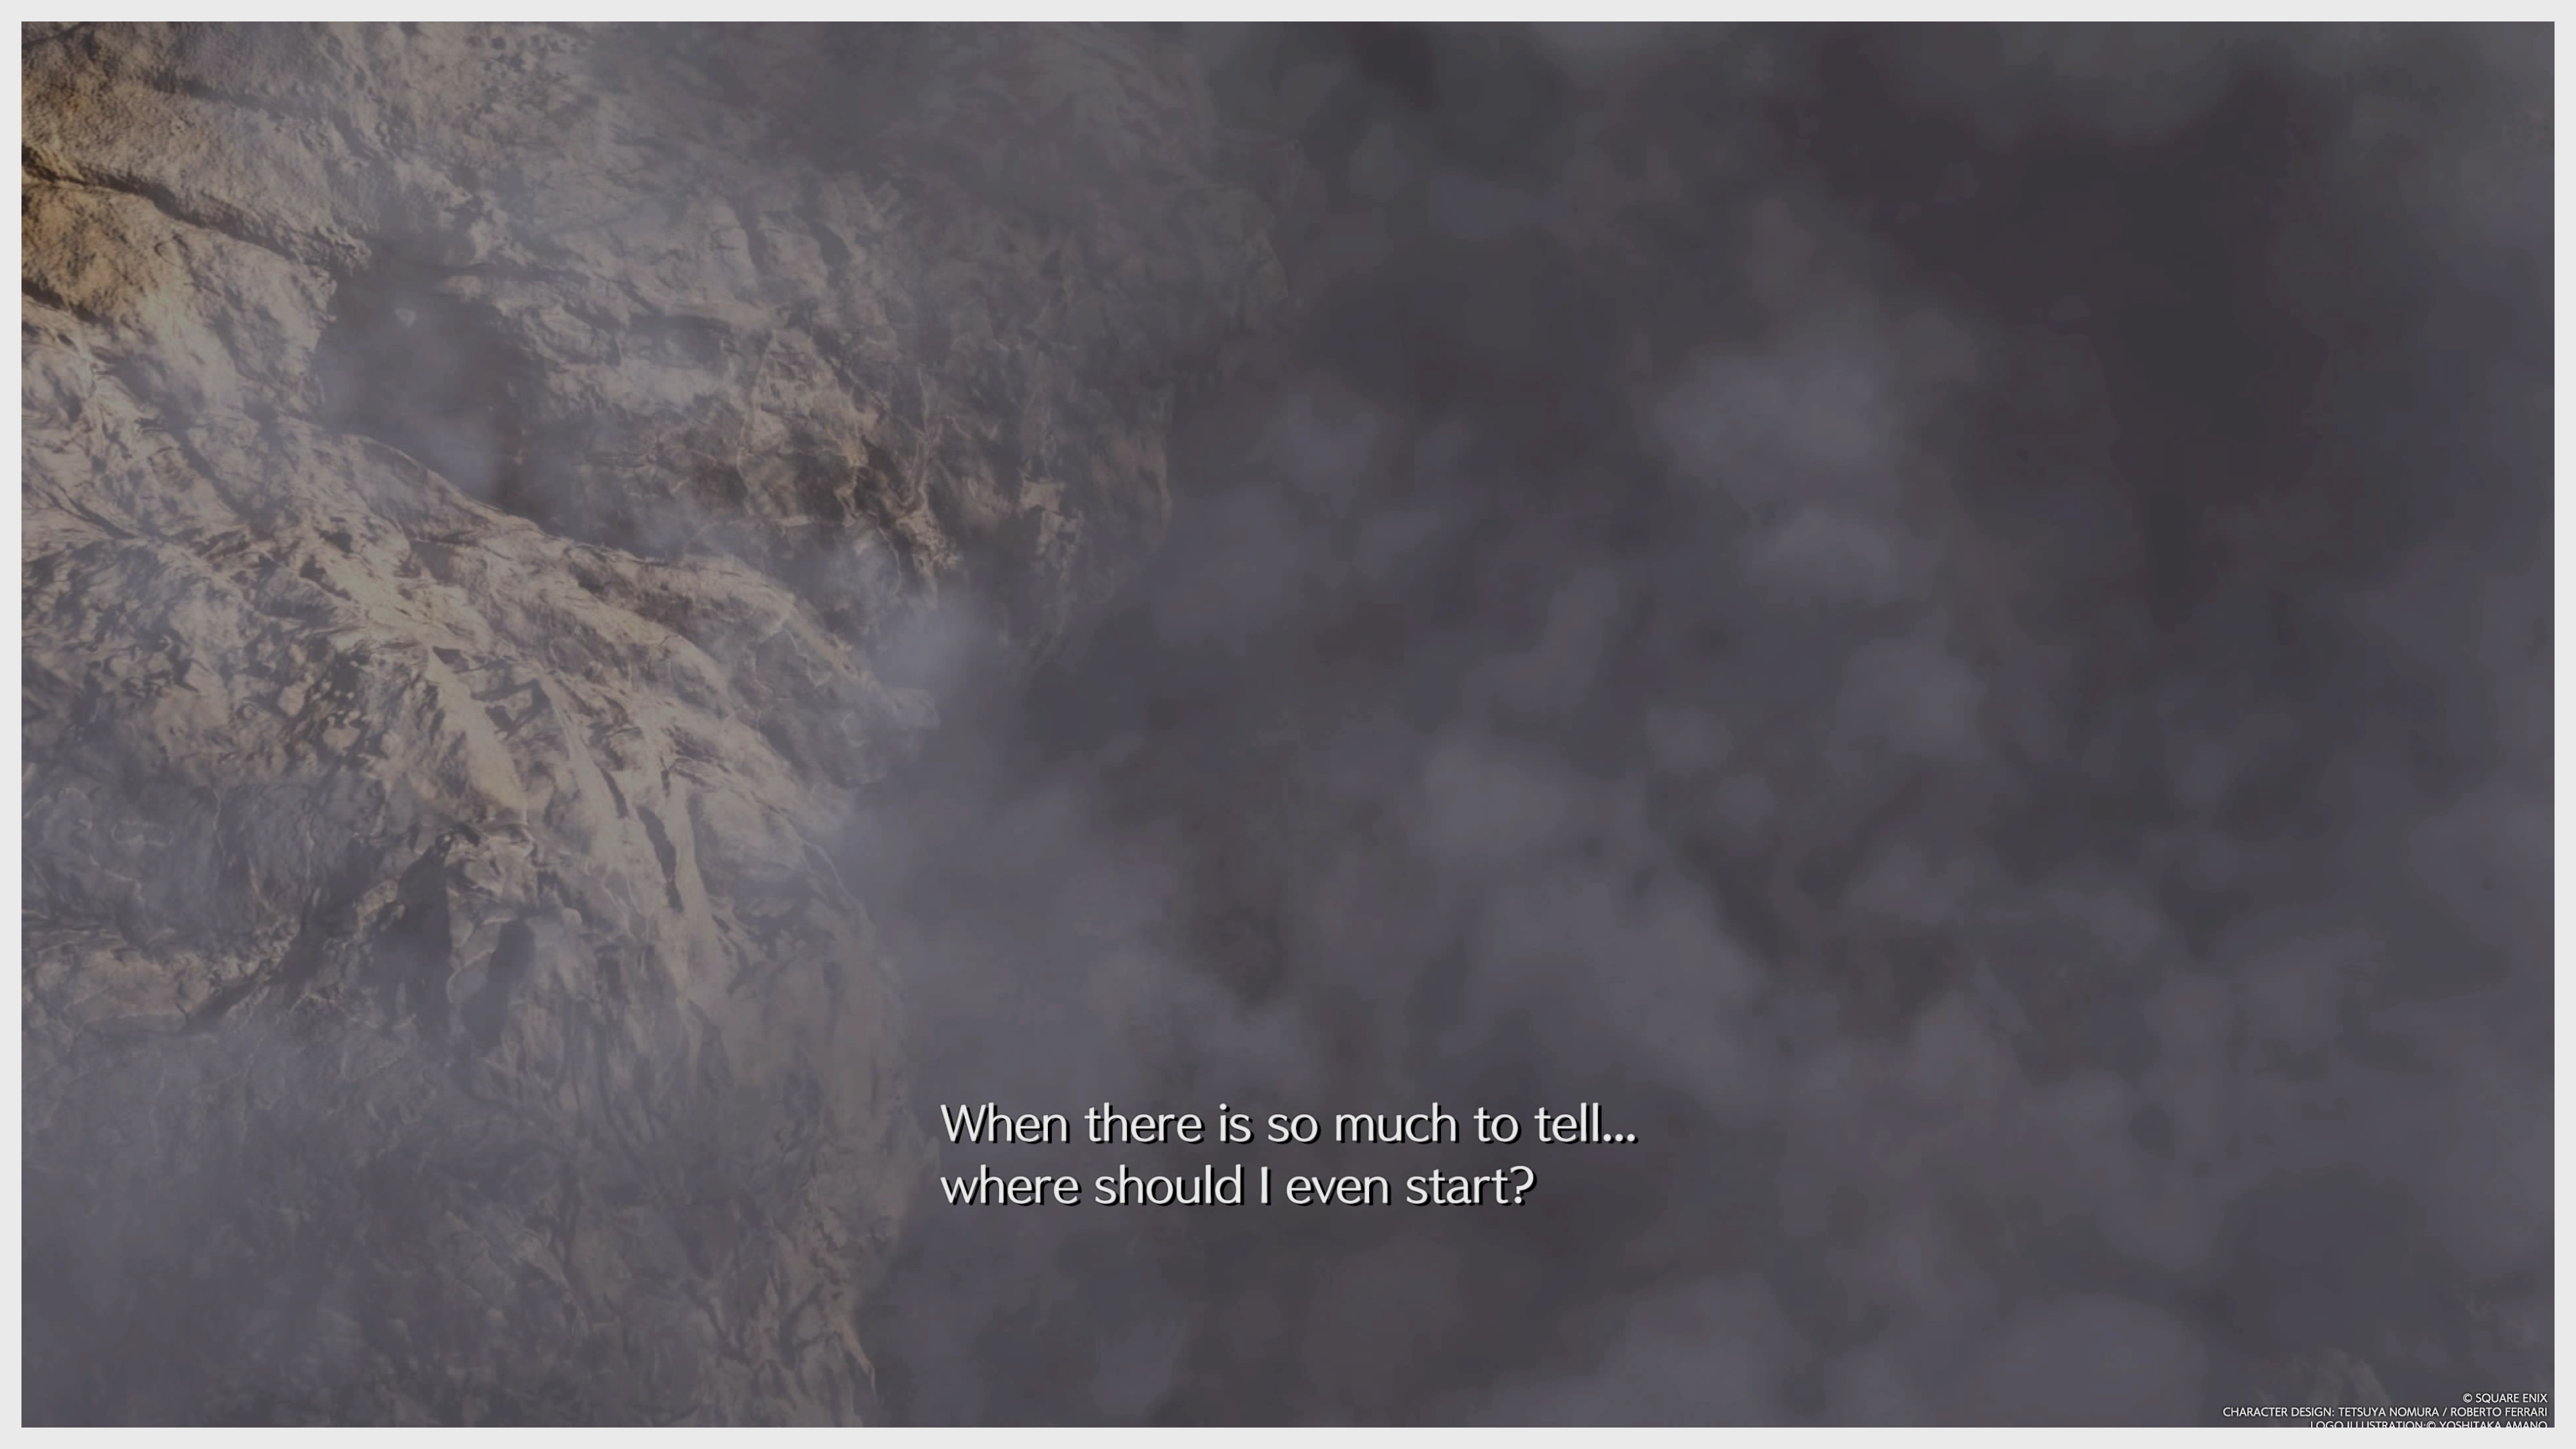 When there is so much to tell...
where should I even start?
© SQUARE ENIX
CHARACTER DESIGN: TETSUYA NOMURA / ROBERTO FERRARI
LOGO ILLUSTRATION:© YOSHITAKA AMANO